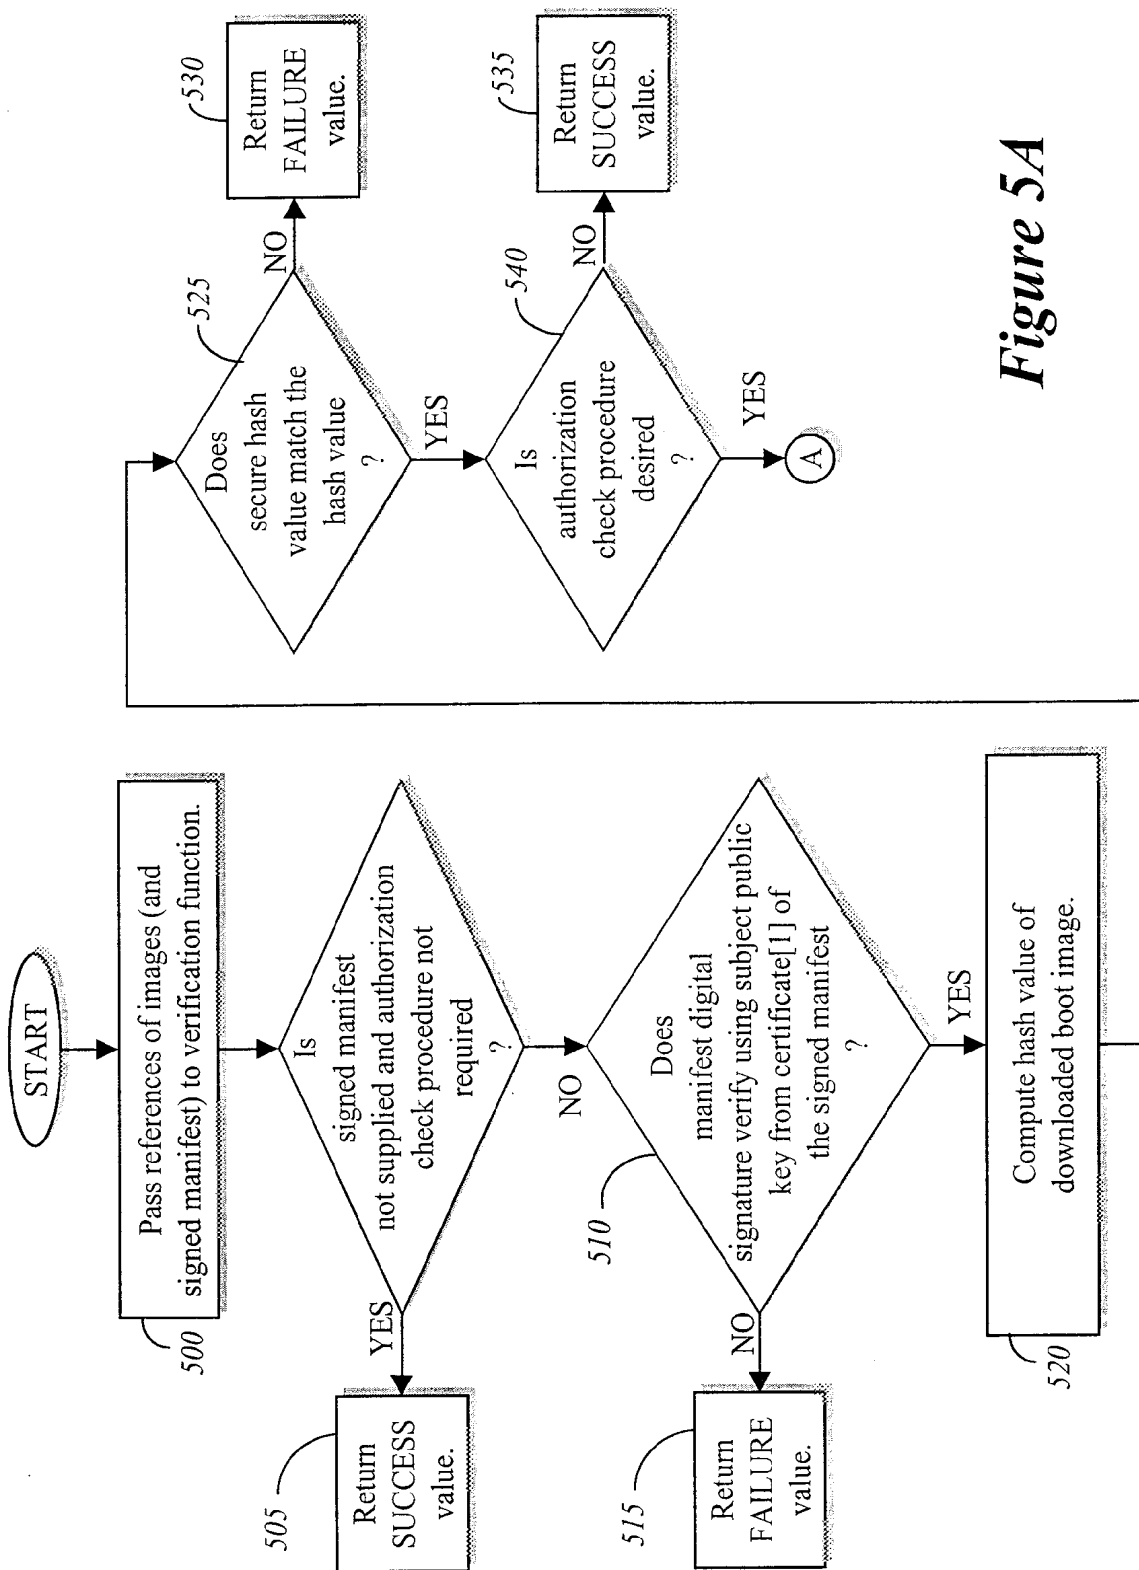 START
Pass references of images (and
signed manifest) to verification function.
500
Is
signed manifest
not supplied and authorization
check procedure not
required
?
YES
505
Return
SUCCESS
value.
NO
510
Does
manifest digital
signature verify using subject public
key from certificate[1] of
the signed manifest
?
NO
515
Return
FAILURE
value.
YES
520
Compute hash value of
downloaded boot image.
525
Does
secure hash
value match the
hash value
?
NO
530
Return
FAILURE
value.
YES
540
Is
authorization
check procedure
desired
?
NO
535
Return
SUCCESS
value.
YES
A
Figure 5A